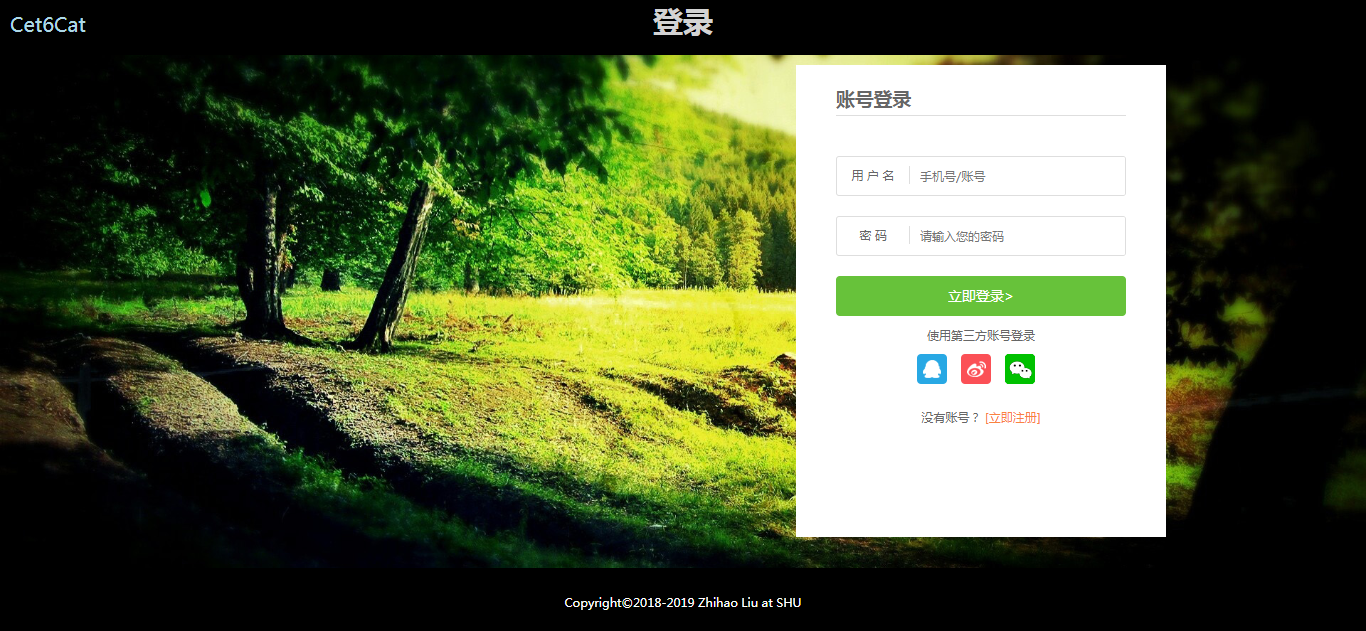 Cet6Cat
登录
账号登录
用 户 名 手机号/账号
密 码 请输入您的密码
立即登录>
使用第三方账号登录
没有账号？ [立即注册]
Copyright©2018-2019 Zhihao Liu at SHU